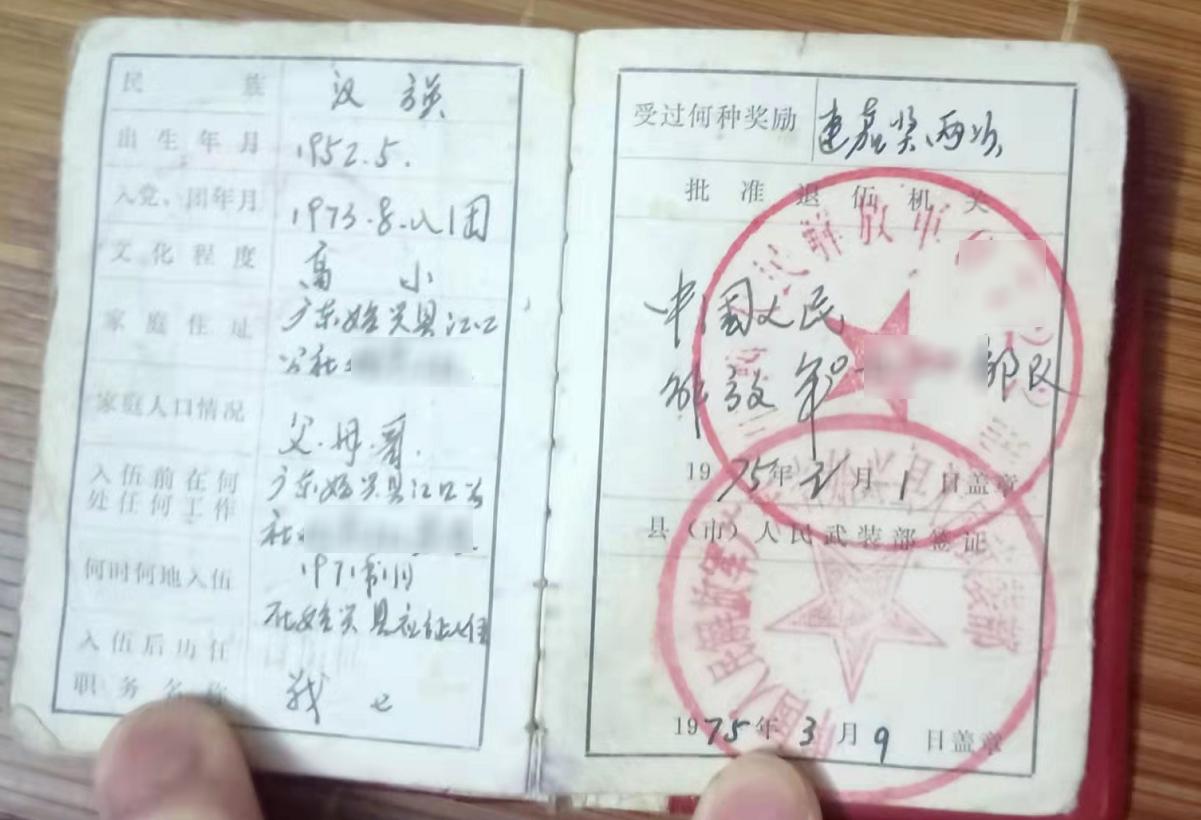 民 族 汉 族
出生年月 1952.5.
入党、团年月 1973.8.入团
文化程度 高 小
家庭住址 广东始兴县江口
公社
家庭人口情况 父.母.哥.
入伍前在何 广东始兴县江口公
处任何工作 社
何时何地入伍 1971年1月
在始兴县应征入伍
入伍后历任
职务名称 战士
受过何种奖励 连嘉奖两次
批准退伍机关
中国人民
解放军 部队
1975年 月1日盖章
县（市）人民武装部签证
1975年3月9日盖章